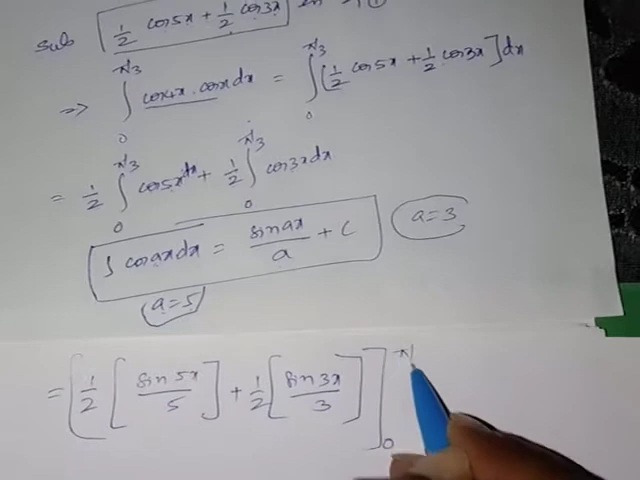 Sub [1/2 cos5x + 1/2 cos3x] in ①
=> ∫₀^{π/3} cos4x . cosx dx = ∫₀^{π/3} [1/2 cos5x + 1/2 cos3x] dx
= 1/2 ∫₀^{π/3} cos5x dx + 1/2 ∫₀^{π/3} cos3x dx
∫ cosax dx = sinax/a + C
a=3
a=5
= [1/2 [sin5x/5] + 1/2 [sin3x/3]]₀^π/